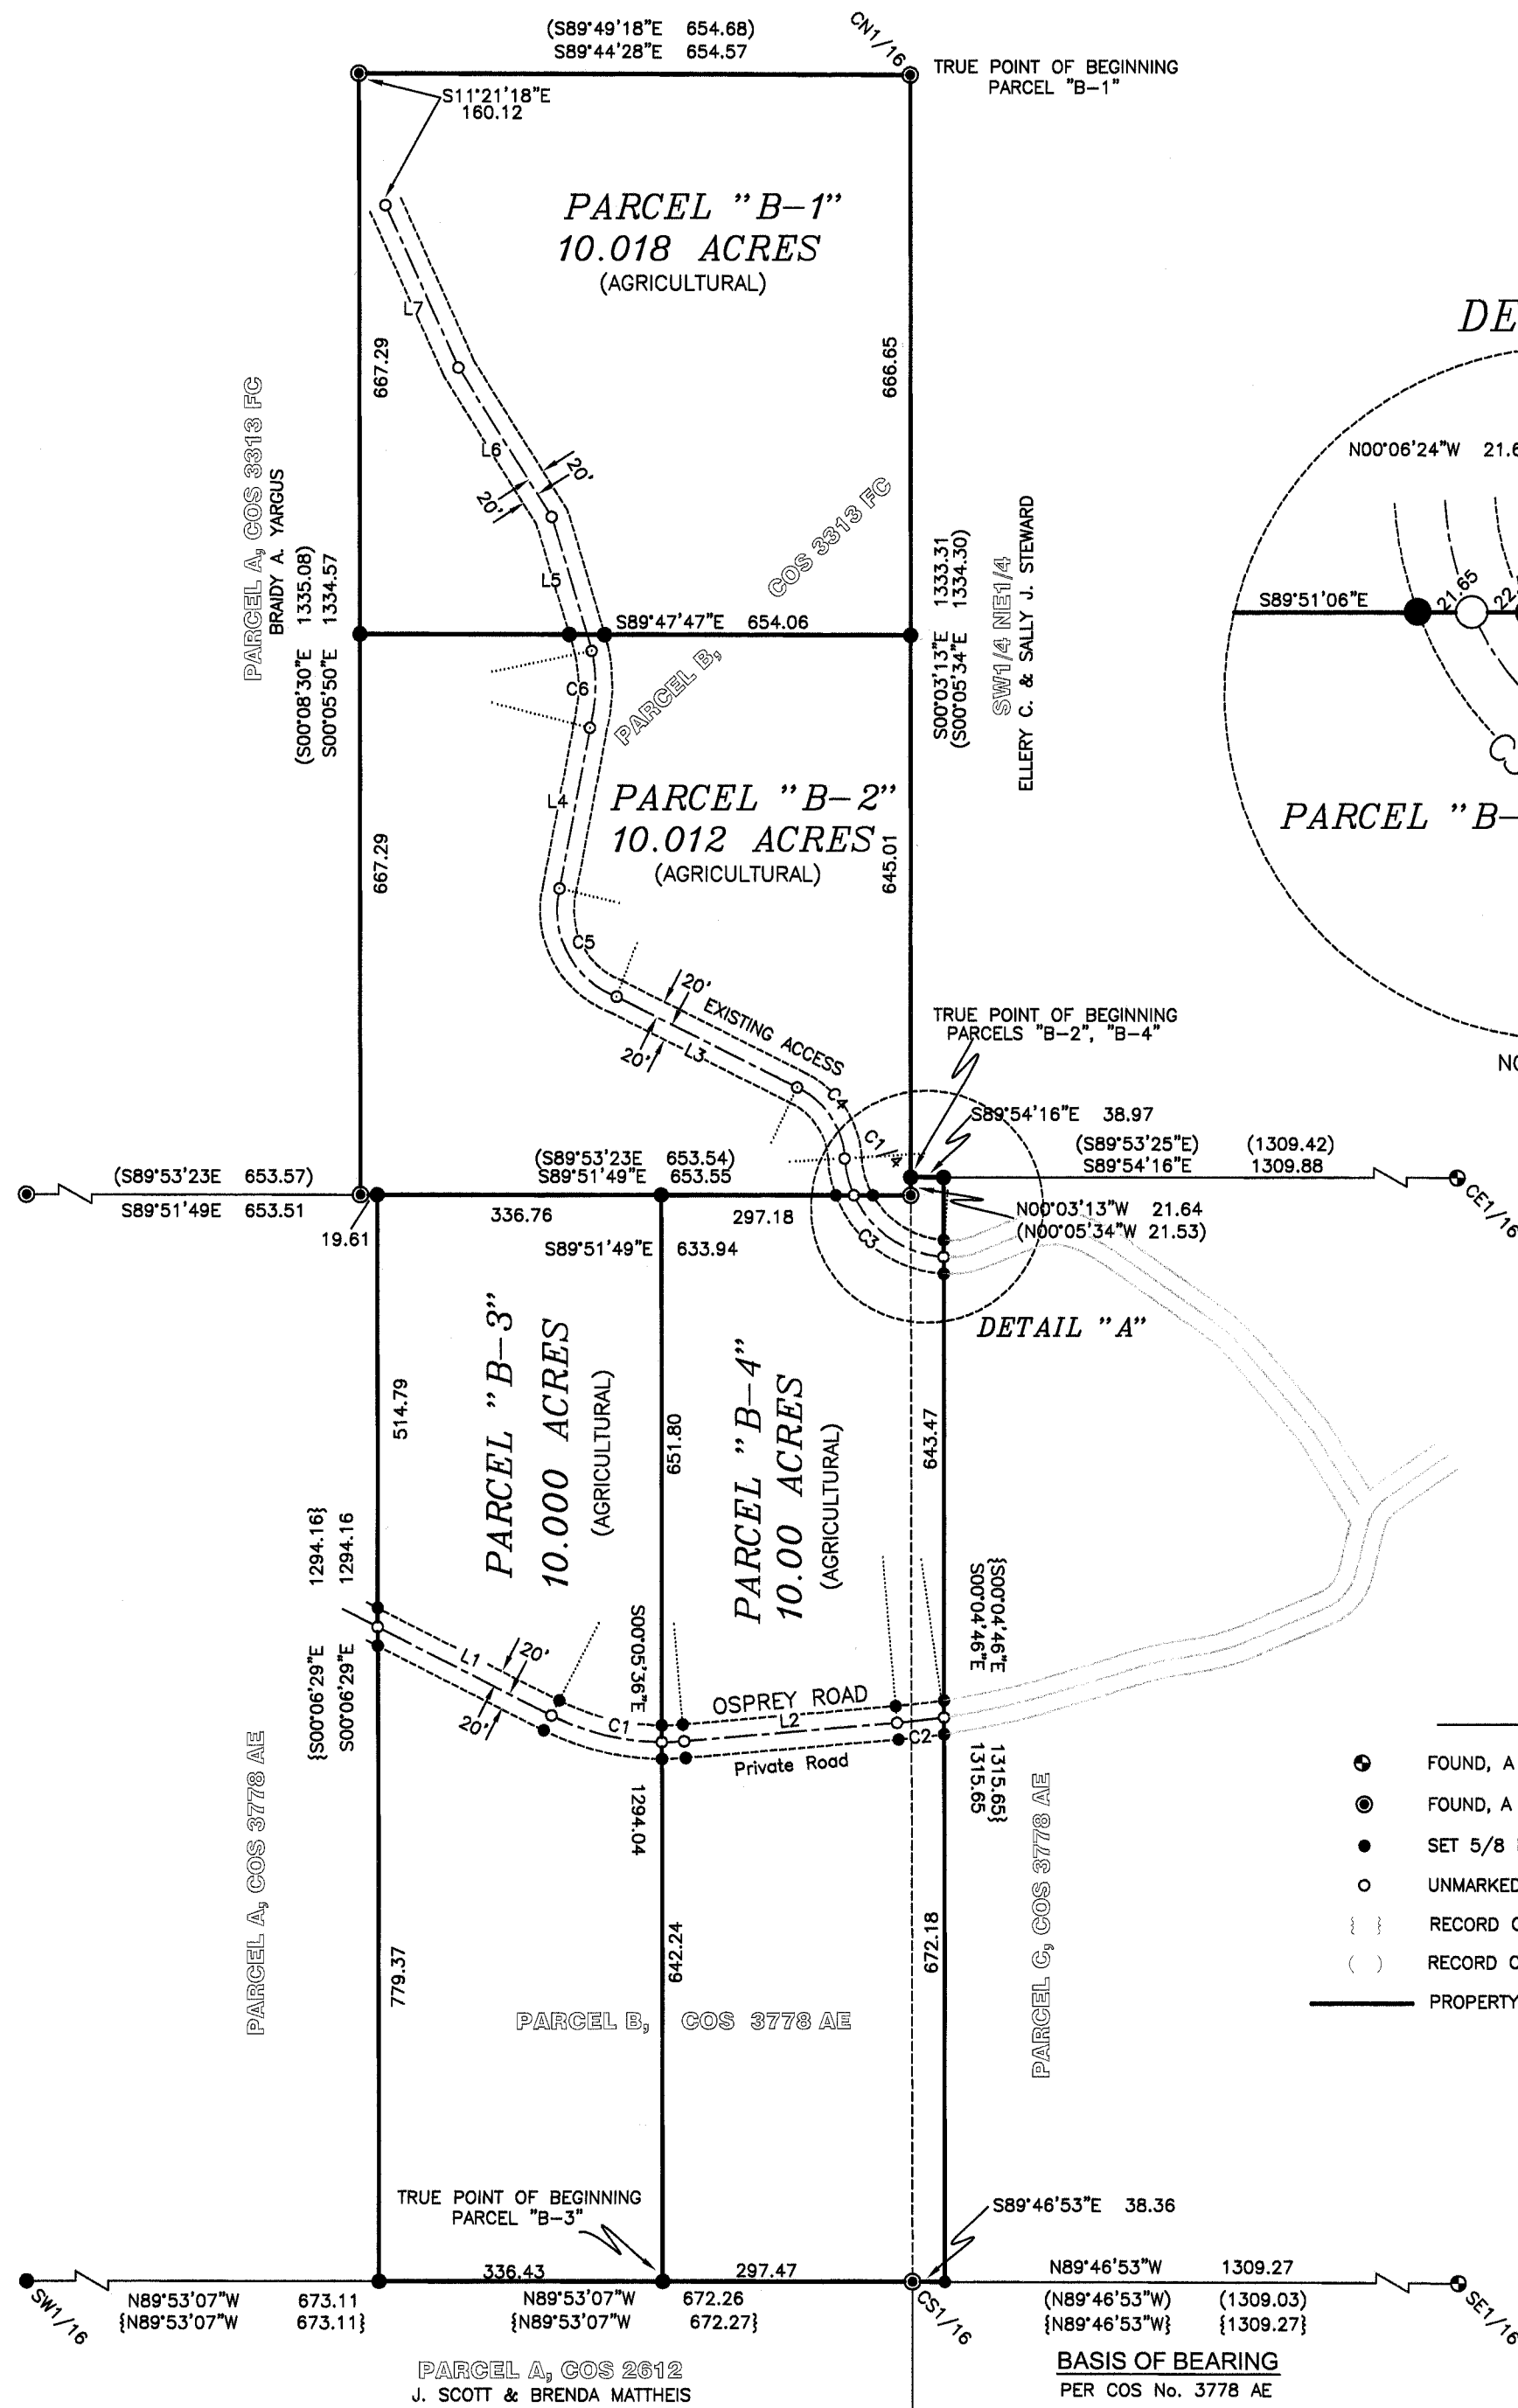 (S89°49'18"E 654.68)
S89°44'28"E 654.57
CN1/16
TRUE POINT OF BEGINNING
PARCEL "B-1"
S11°21'18"E
160.12
PARCEL "B-1"
10.018 ACRES
(AGRICULTURAL)
L7
667.29
666.65
L6
20'
20'
L5
PARCEL A, COS 3313 FC
BRAIDY A. YARGUS
(S00°08'30"E 1335.08)
S00°05'50"E 1334.57
COS 3313 FC
S00°03'13"E 1333.31
(S00°05'34"E 1334.30)
SW1/4 NE1/4
ELLERY C. & SALLY J. STEWARD
S89°47'47"E 654.06
PARCEL B,
C6
L4
PARCEL "B-2"
10.012 ACRES
(AGRICULTURAL)
667.29
645.01
C5
20'
EXISTING ACCESS
20'
L3
C4
C1
DE
N00°06'24"W 21.6
S89°51'06"E
21.65
22.
C3
PARCEL "B-
NO
TRUE POINT OF BEGINNING
PARCELS "B-2", "B-4"
S89°54'16"E 38.97
(S89°53'25"E) (1309.42)
S89°54'16"E 1309.88
CE1/16
(S89°53'23E 653.57)
S89°51'49E 653.51
(S89°53'23E 653.54)
S89°51'49"E 653.55
19.61
336.76
297.18
S89°51'49"E 633.94
N00°03'13"W 21.64
(N00°05'34"W 21.53)
C3
DETAIL "A"
PARCEL "B-3"
10.000 ACRES
(AGRICULTURAL)
PARCEL "B-4"
10.00 ACRES
(AGRICULTURAL)
514.79
651.80
643.47
{S00°06'29"E 1294.16}
S00°06'29"E 1294.16
S00°05'36"E 1294.04
{S00°04'46"E 1315.65}
S00°04'46"E 1315.65
L1
20'
20'
C1
OSPREY ROAD
L2
C2
Private Road
PARCEL A, COS 3778 AE
PARCEL C, COS 3778 AE
779.37
642.24
672.18
PARCEL B, COS 3778 AE
FOUND, A
FOUND, A
SET 5/8
UNMARKED
{ } RECORD
( ) RECORD
PROPERTY
TRUE POINT OF BEGINNING
PARCEL "B-3"
S89°46'53"E 38.36
336.43
297.47
SW1/16
N89°53'07"W 673.11
{N89°53'07"W 673.11}
N89°53'07"W 672.26
{N89°53'07"W 672.27}
CS1/16
N89°46'53"W 1309.27
(N89°46'53"W) (1309.03)
{N89°46'53"W} {1309.27}
SE1/16
BASIS OF BEARING
PER COS No. 3778 AE
PARCEL A, COS 2612
J. SCOTT & BRENDA MATTHEIS